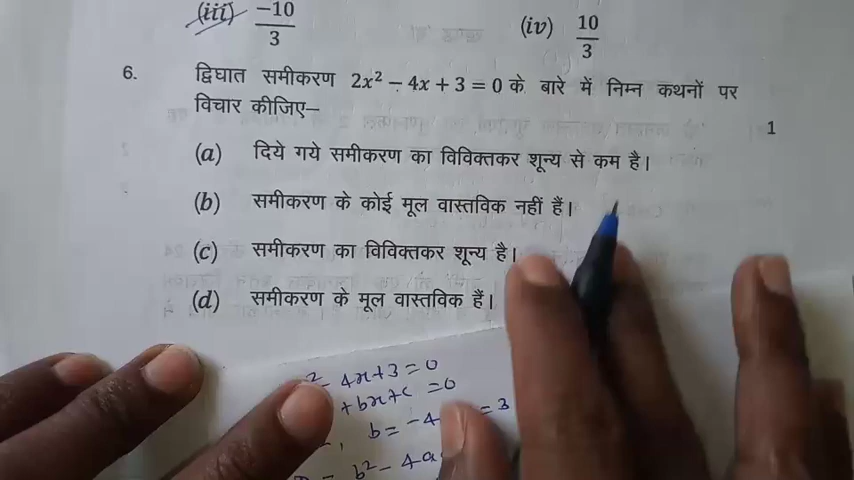 (iii) -10/3 (iv) 10/3
6. द्विघात समीकरण 2x² - 4x + 3 = 0 के बारे में निम्न कथनों पर
विचार कीजिए– 1
(a) दिये गये समीकरण का विविक्तकर शून्य से कम है।
(b) समीकरण के कोई मूल वास्तविक नहीं हैं।
(c) समीकरण का विविक्तकर शून्य है।
(d) समीकरण के मूल वास्तविक हैं।
2 - 4x + 3 = 0
+ bx + c = 0
b = -4 = 3
b² - 4a